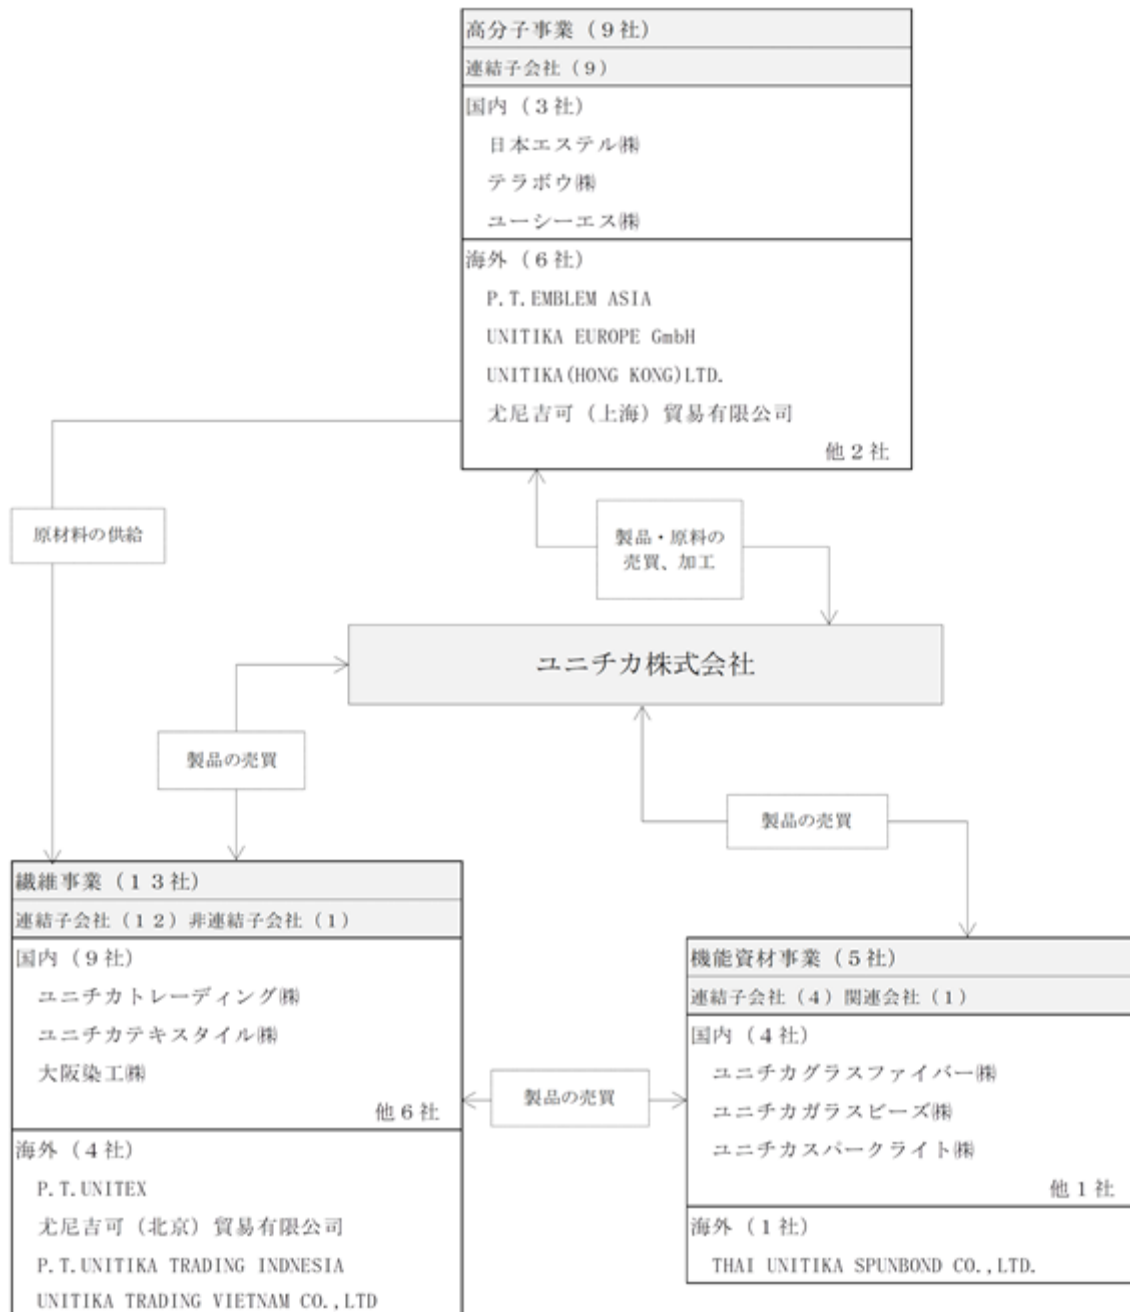 高分子事業（９社）
連結子会社（９）
国内（３社）
日本エステル㈱
テラボウ㈱
ユーシーエス㈱
海外（６社）
P.T.EMBLEM ASIA
UNITIKA EUROPE GmbH
UNITIKA(HONG KONG)LTD.
尤尼吉可（上海）貿易有限公司
他２社
原材料の供給
製品・原料の
売買、加工
ユニチカ株式会社
製品の売買
製品の売買
繊維事業（１３社）
連結子会社（１２）非連結子会社（１）
国内（９社）
ユニチカトレーディング㈱
ユニチカテキスタイル㈱
大阪染工㈱
他６社
海外（４社）
P.T.UNITEX
尤尼吉可（北京）貿易有限公司
P.T.UNITIKA TRADING INDNESIA
UNITIKA TRADING VIETNAM CO.,LTD
製品の売買
機能資材事業（５社）
連結子会社（４）関連会社（１）
国内（４社）
ユニチカグラスファイバー㈱
ユニチカガラスビーズ㈱
ユニチカスパークライト㈱
他１社
海外（１社）
THAI UNITIKA SPUNBOND CO.,LTD.